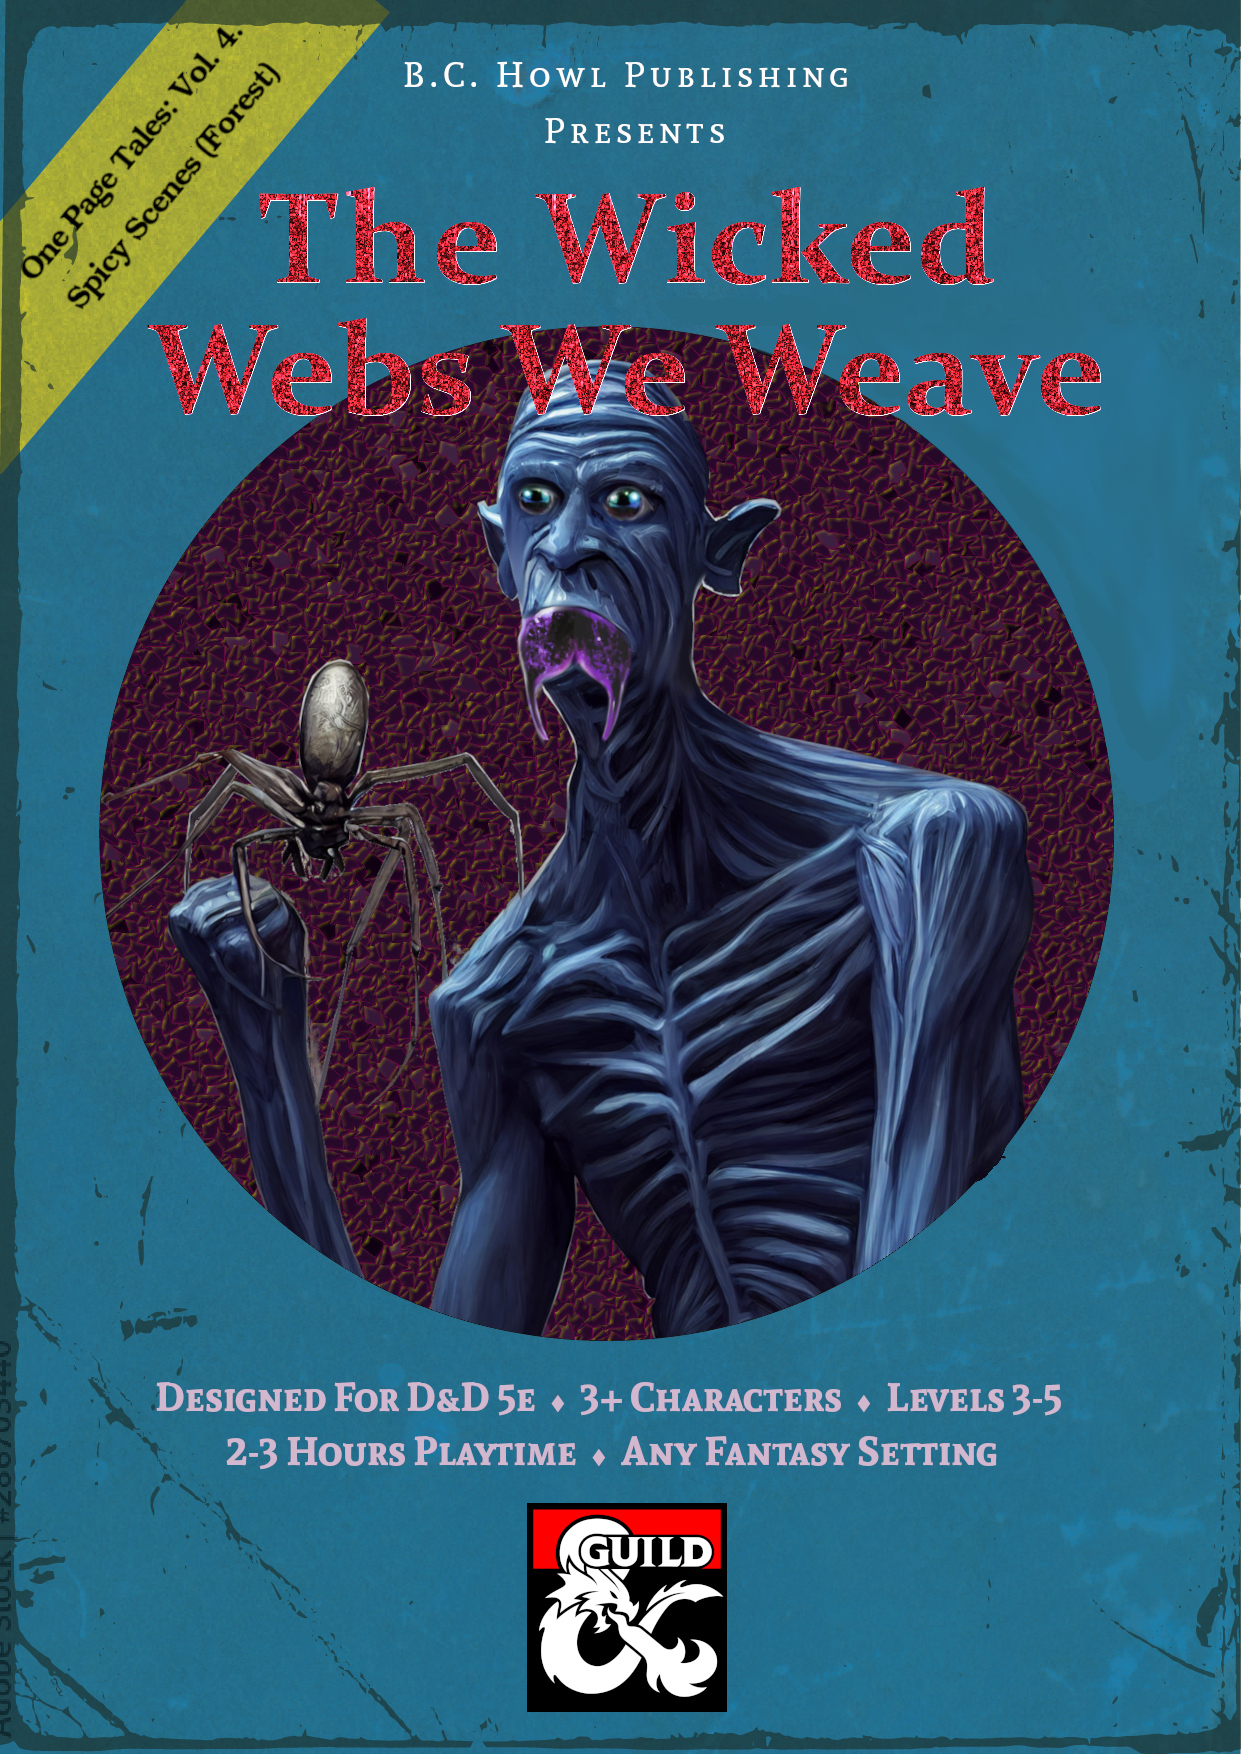 One Page Tales: Vol. 4.
Spicy Scenes (Forest)
B.C. Howl Publishing
Presents
The Wicked
Webs We Weave
Designed For D&D 5e ♦ 3+ Characters ♦ Levels 3-5
2-3 Hours Playtime ♦ Any Fantasy Setting
GUILD
&